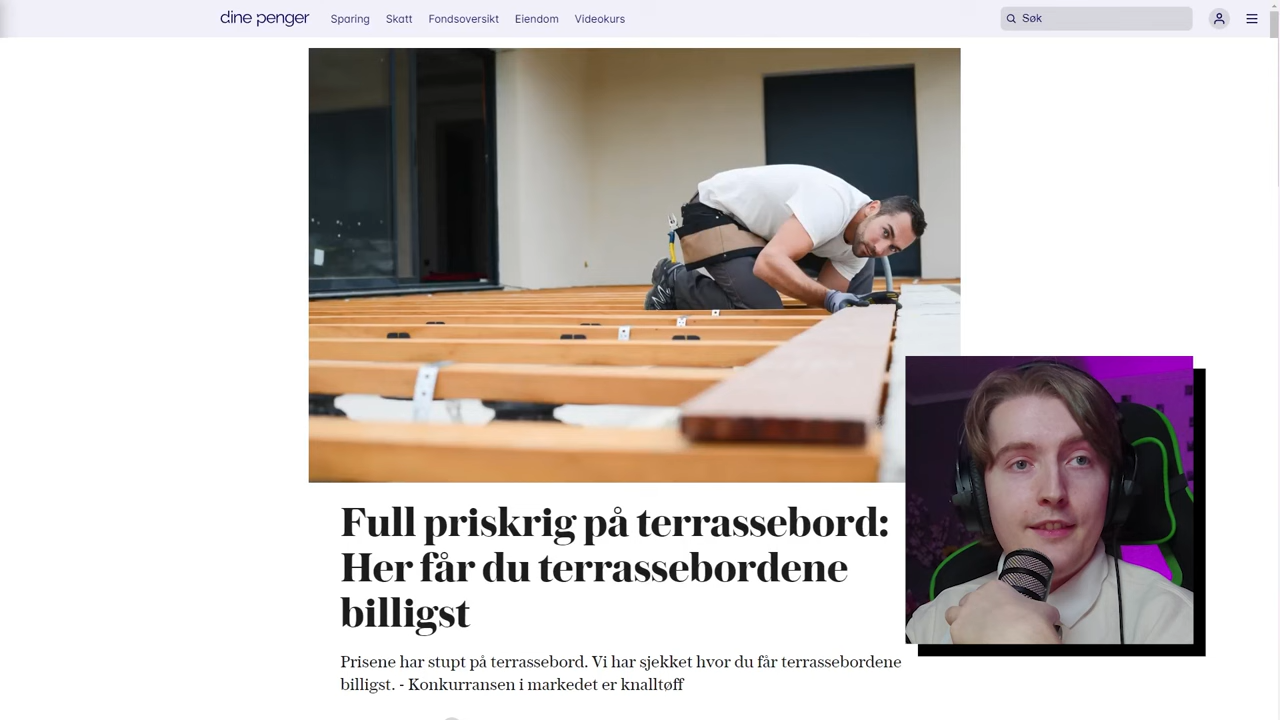 dine penger Sparing Skatt Fondsoversikt Eiendom Videokurs Søk
Full priskrig på terrassebord:
Her får du terrassebordene
billigst
Prisene har stupt på terrassebord. Vi har sjekket hvor du får terrassebordene
billigst. - Konkurransen i markedet er knalltøff